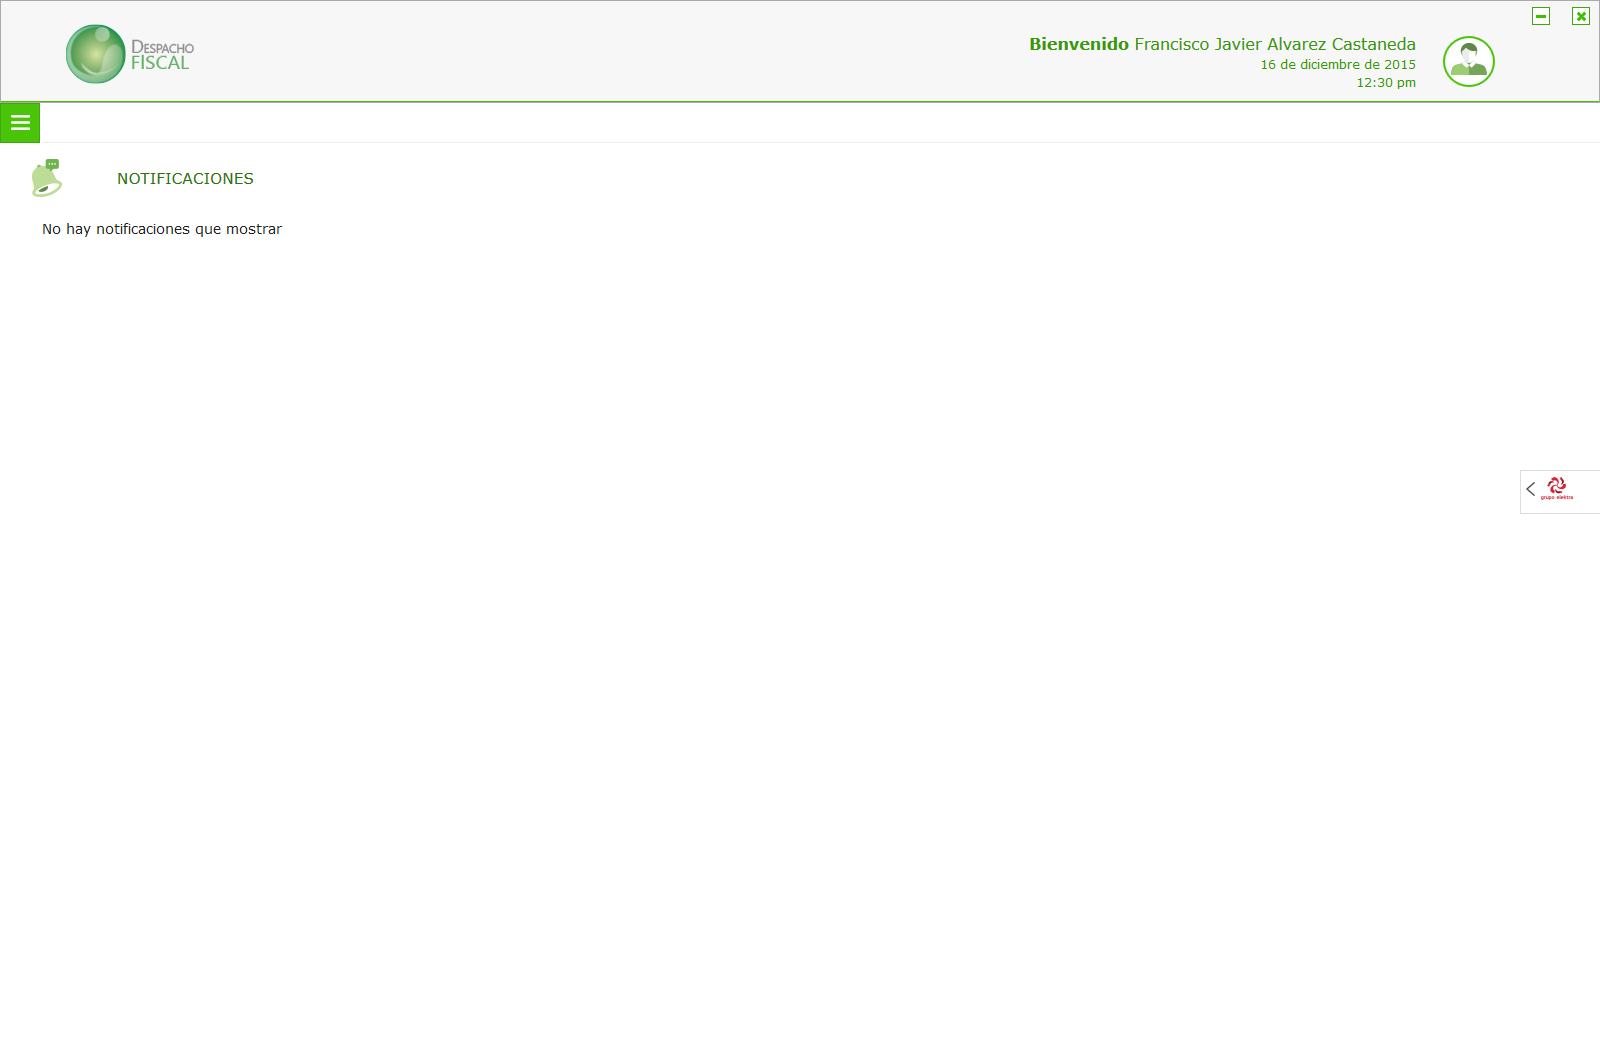 DESPACHO
FISCAL
Bienvenido Francisco Javier Alvarez Castaneda
16 de diciembre de 2015
12:30 pm
NOTIFICACIONES
No hay notificaciones que mostrar
grupo elektra